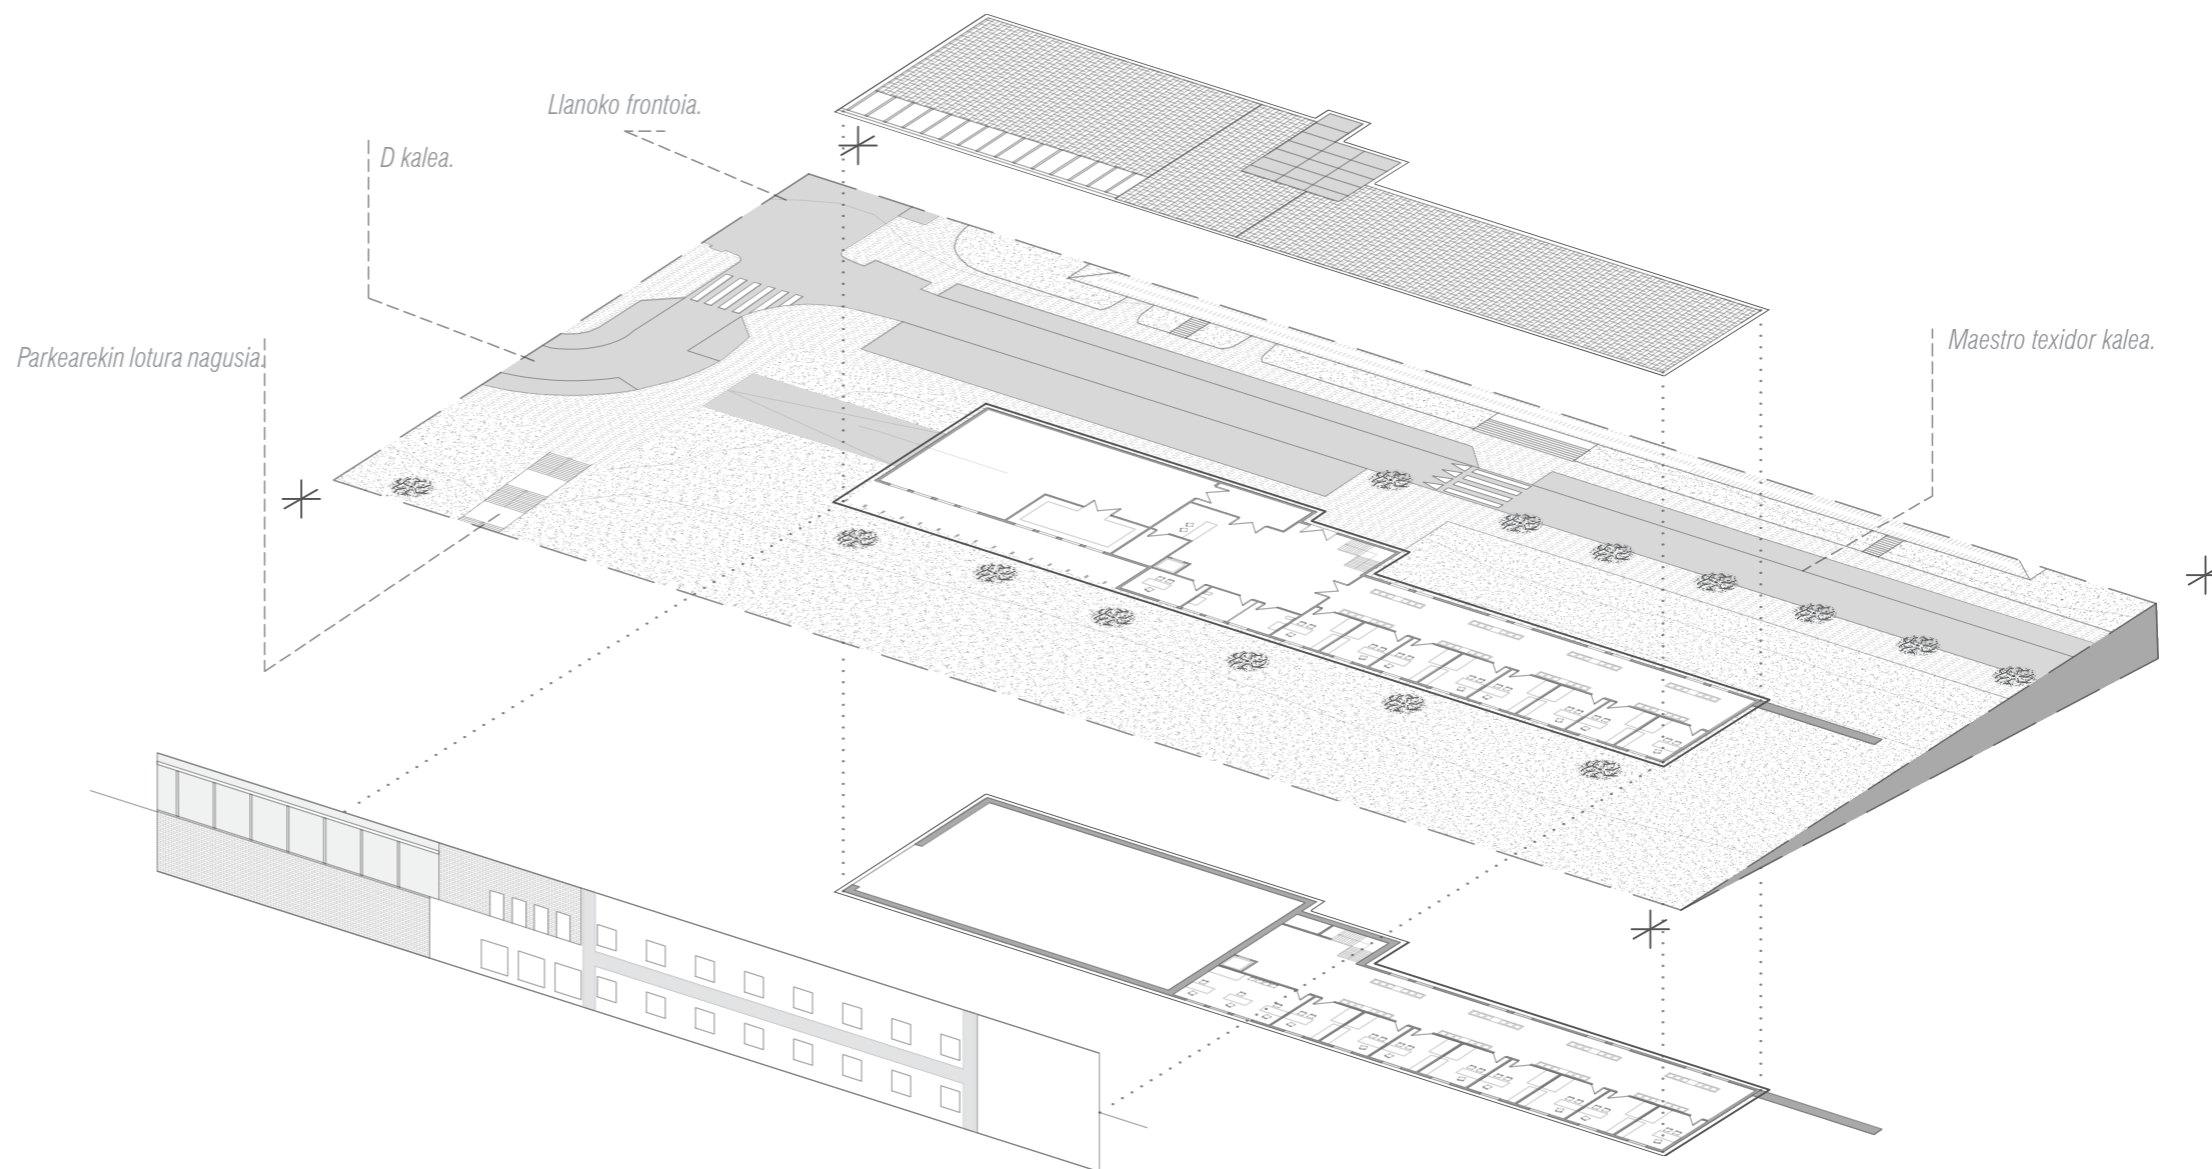 Llanoko frontoia.
D kalea.
Parkearekin lotura nagusia.
Maestro texidor kalea.